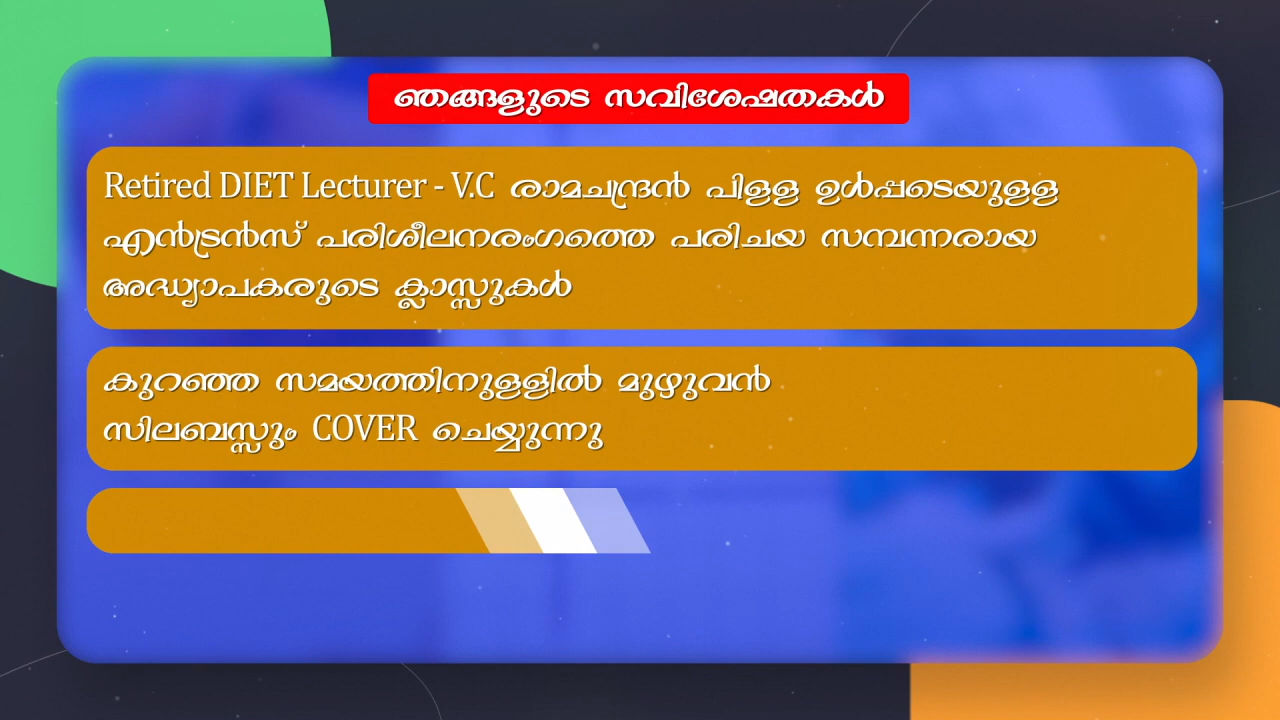 ഞങ്ങളുടെ സവിശേഷതകൾ
Retired DIET Lecturer - V.C രാമചന്ദ്രൻ പിള്ള ഉൾപ്പടെയുള്ള
എൻട്രൻസ് പരിശീലനരംഗത്തെ പരിചയ സമ്പന്നരായ
അദ്ധ്യാപകരുടെ ക്ലാസ്സുകൾ
കുറഞ്ഞ സമയത്തിനുള്ളിൽ മുഴുവൻ
സിലബസ്സും COVER ചെയ്യുന്നു